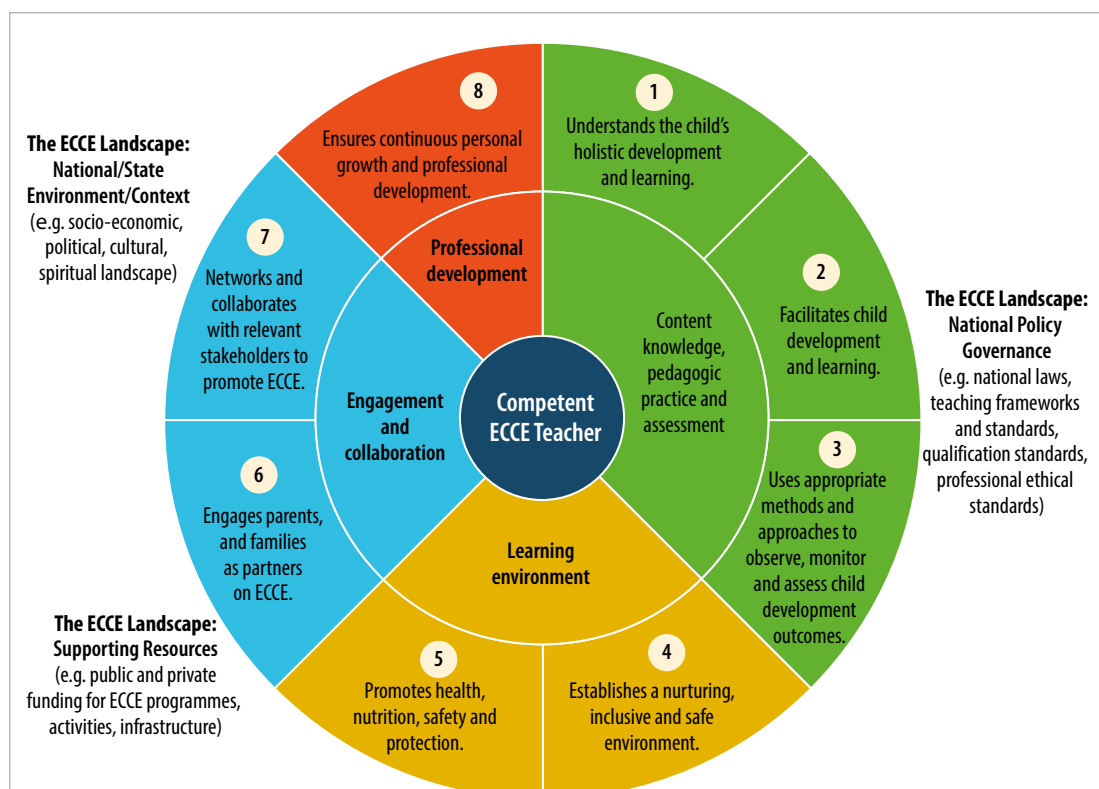 8
Ensures continuous personal
growth and professional
development.
1
Understands the child's
holistic development
and learning.
The ECCE Landscape:
National/State
Environment/Context
(e.g. socio-economic,
political, cultural,
spiritual landscape)
7
Networks and
collaborates
with relevant
stakeholders to
promote ECCE.
Professional
development
2
Facilitates child
development
and learning.
The ECCE Landscape:
National Policy
Governance
(e.g. national laws,
teaching frameworks
and standards,
qualification standards,
professional ethical
standards)
Content
knowledge,
pedagogic
practice and
assessment
Engagement
and
collaboration
Competent
ECCE Teacher
3
Uses appropriate
methods and
approaches to
observe, monitor
and assess child
development
outcomes.
6
Engages parents,
and families
as partners
on ECCE.
Learning
environment
The ECCE Landscape:
Supporting Resources
(e.g. public and private
funding for ECCE programmes,
activities, infrastructure)
5
Promotes health,
nutrition, safety and
protection.
4
Establishes a nurturing,
inclusive and safe
environment.